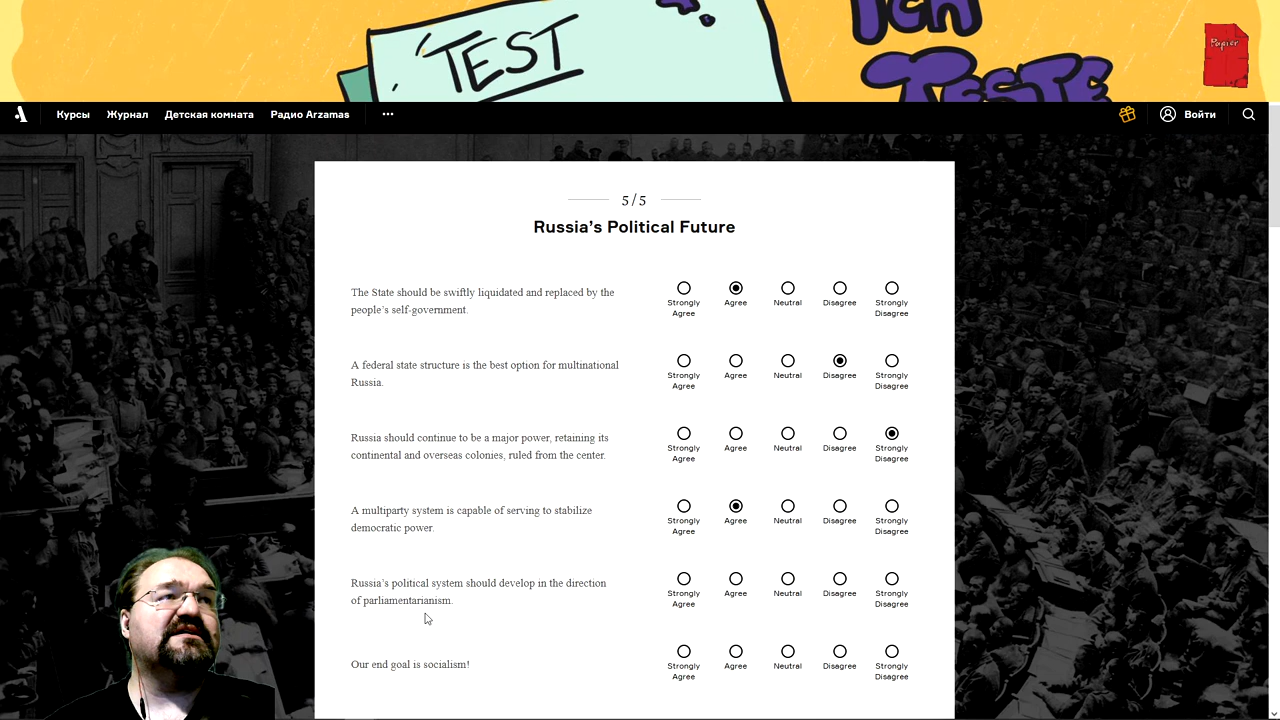 TEST
ICH
TESTE
Papier
Курсы Журнал Детская комната Радио Arzamas ••• Войти
5/5
Russia’s Political Future
The State should be swiftly liquidated and replaced by the
people’s self-government.
Strongly Agree Agree Neutral Disagree Strongly Disagree
A federal state structure is the best option for multinational
Russia.
Strongly Agree Agree Neutral Disagree Strongly Disagree
Russia should continue to be a major power, retaining its
continental and overseas colonies, ruled from the center.
Strongly Agree Agree Neutral Disagree Strongly Disagree
A multiparty system is capable of serving to stabilize
democratic power.
Strongly Agree Agree Neutral Disagree Strongly Disagree
Russia’s political system should develop in the direction
of parliamentarianism.
Strongly Agree Agree Neutral Disagree Strongly Disagree
Our end goal is socialism!
Strongly Agree Agree Neutral Disagree Strongly Disagree